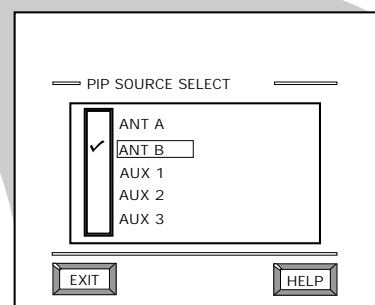 PIP SOURCE SELECT
ANT A
ANT B
AUX 1
AUX 2
AUX 3
EXIT HELP